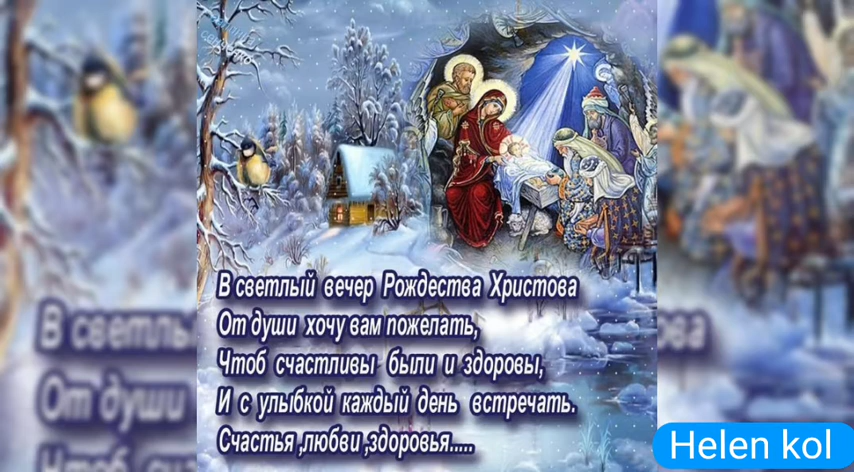 В светлый вечер Рождества Христова
От души хочу вам пожелать,
Чтоб счастливы были и здоровы,
И с улыбкой каждый день встречать.
Счастья ,любви ,здоровья.....
Helen kol